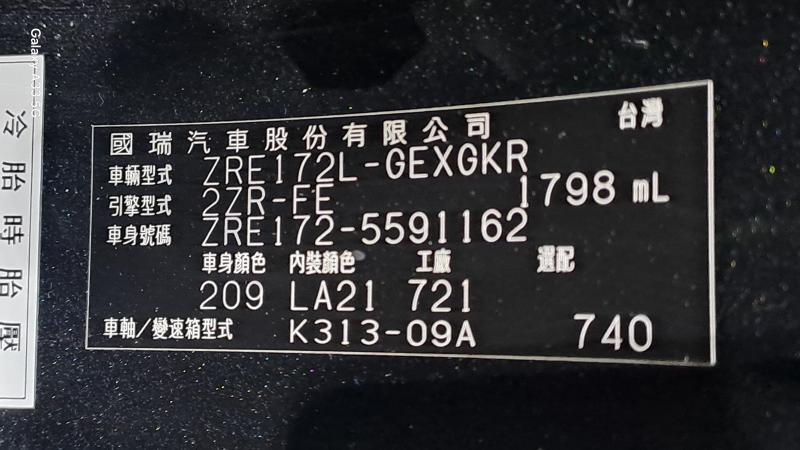 國瑞汽車股份有限公司 台灣
車輛型式 ZRE172L-GEXGKR
引擎型式 2ZR-FE 1798 mL
車身號碼 ZRE172-5591162
車身顏色 內裝顏色 工廠 選配
209 LA21 721
車軸/變速箱型式 K313-09A 740
冷胎時胎壓